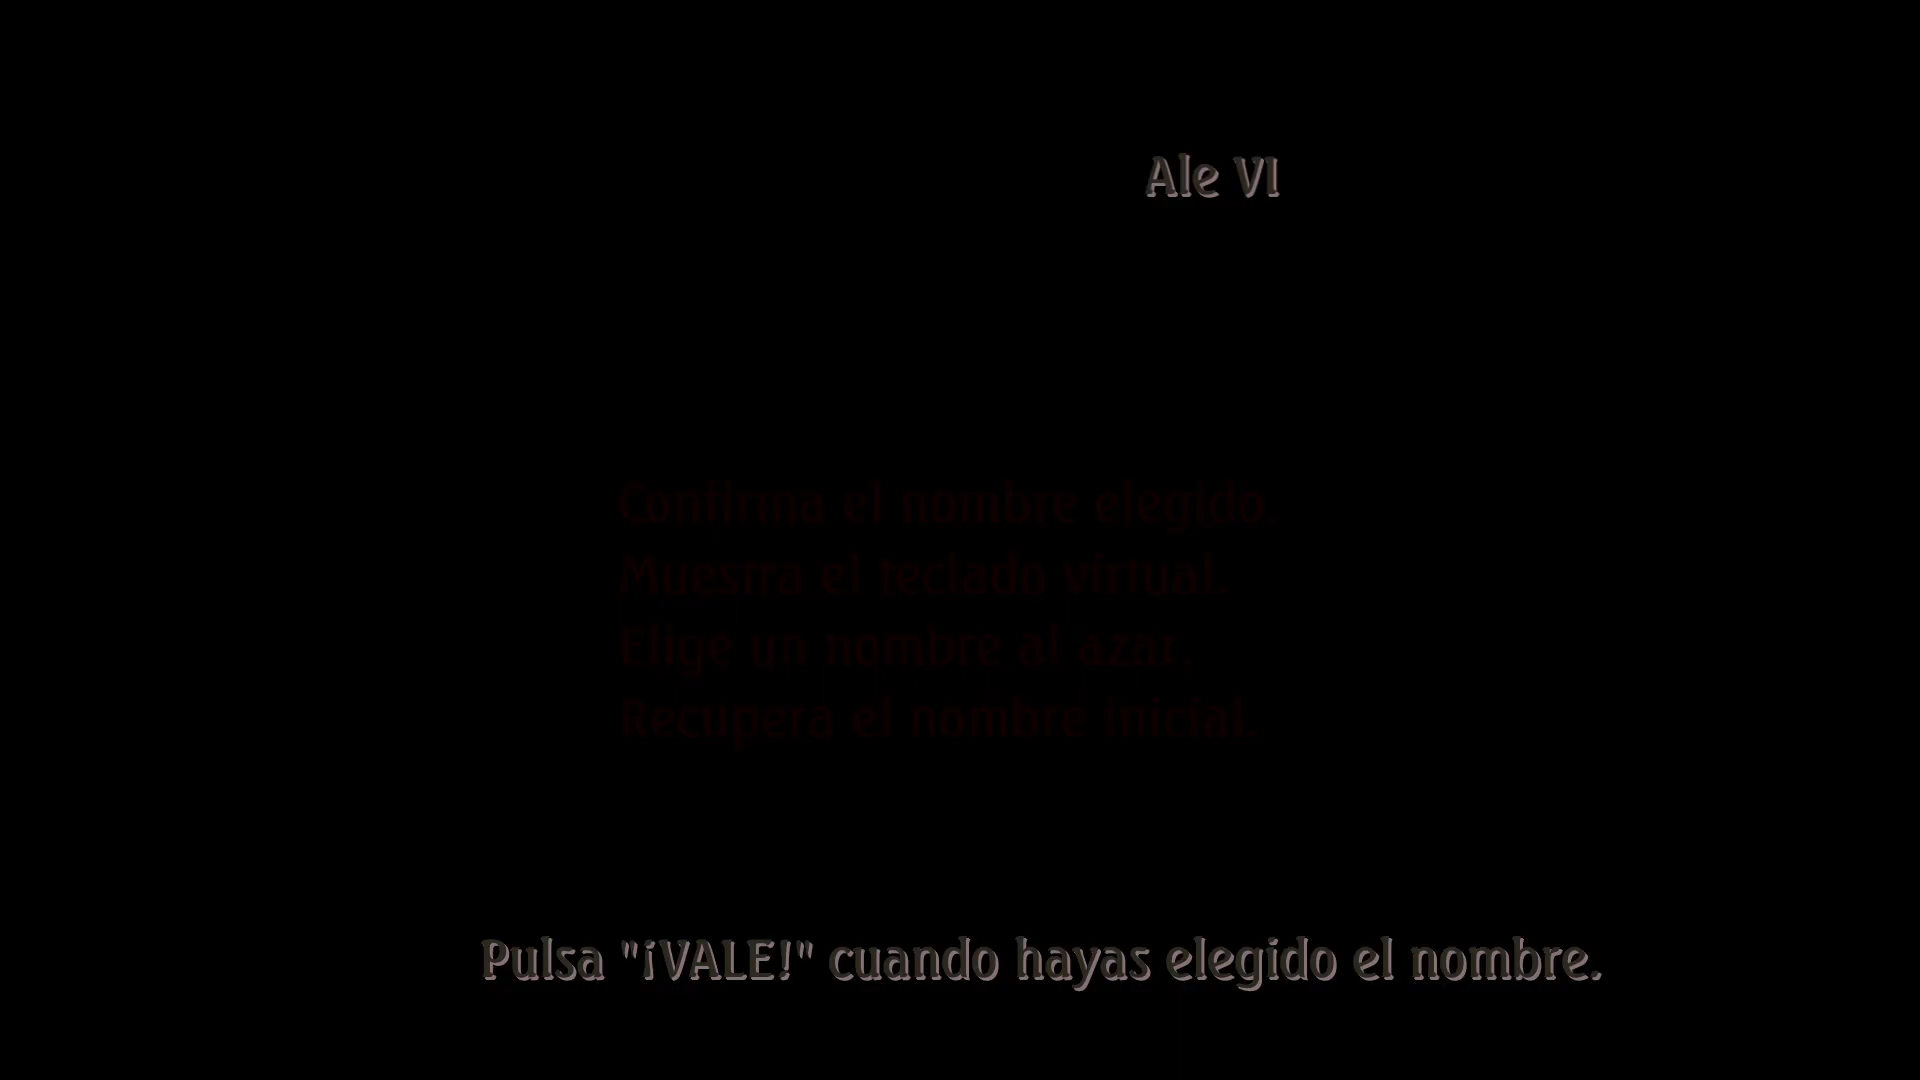 Ale VI
Confirma el nombre elegido.
Muestra el teclado virtual.
Elige un nombre al azar.
Recupera el nombre inicial.
Pulsa "¡VALE!" cuando hayas elegido el nombre.